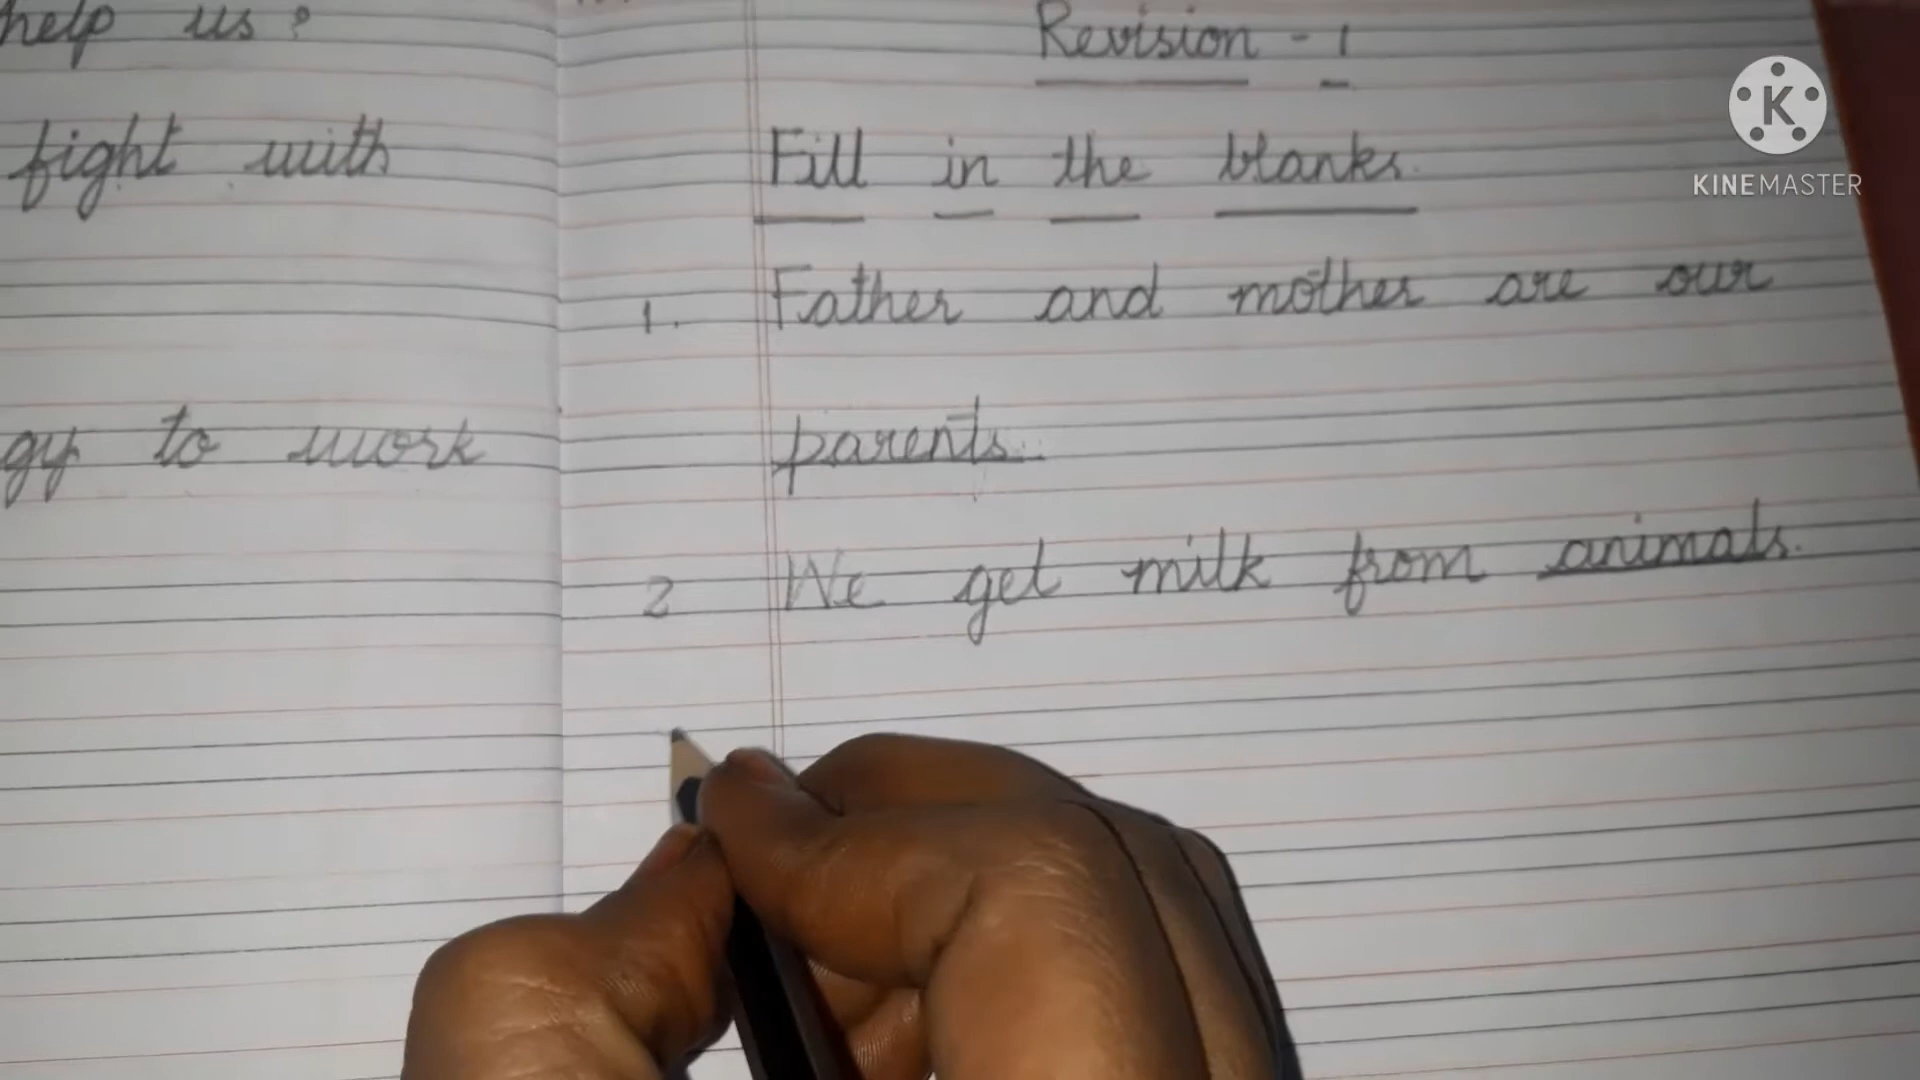 help us?
fight with
gy to work
Revision - 1
Fill in the blanks.
1. Father and mother are our
parents.
2 We get milk from animals.
K
KINEMASTER